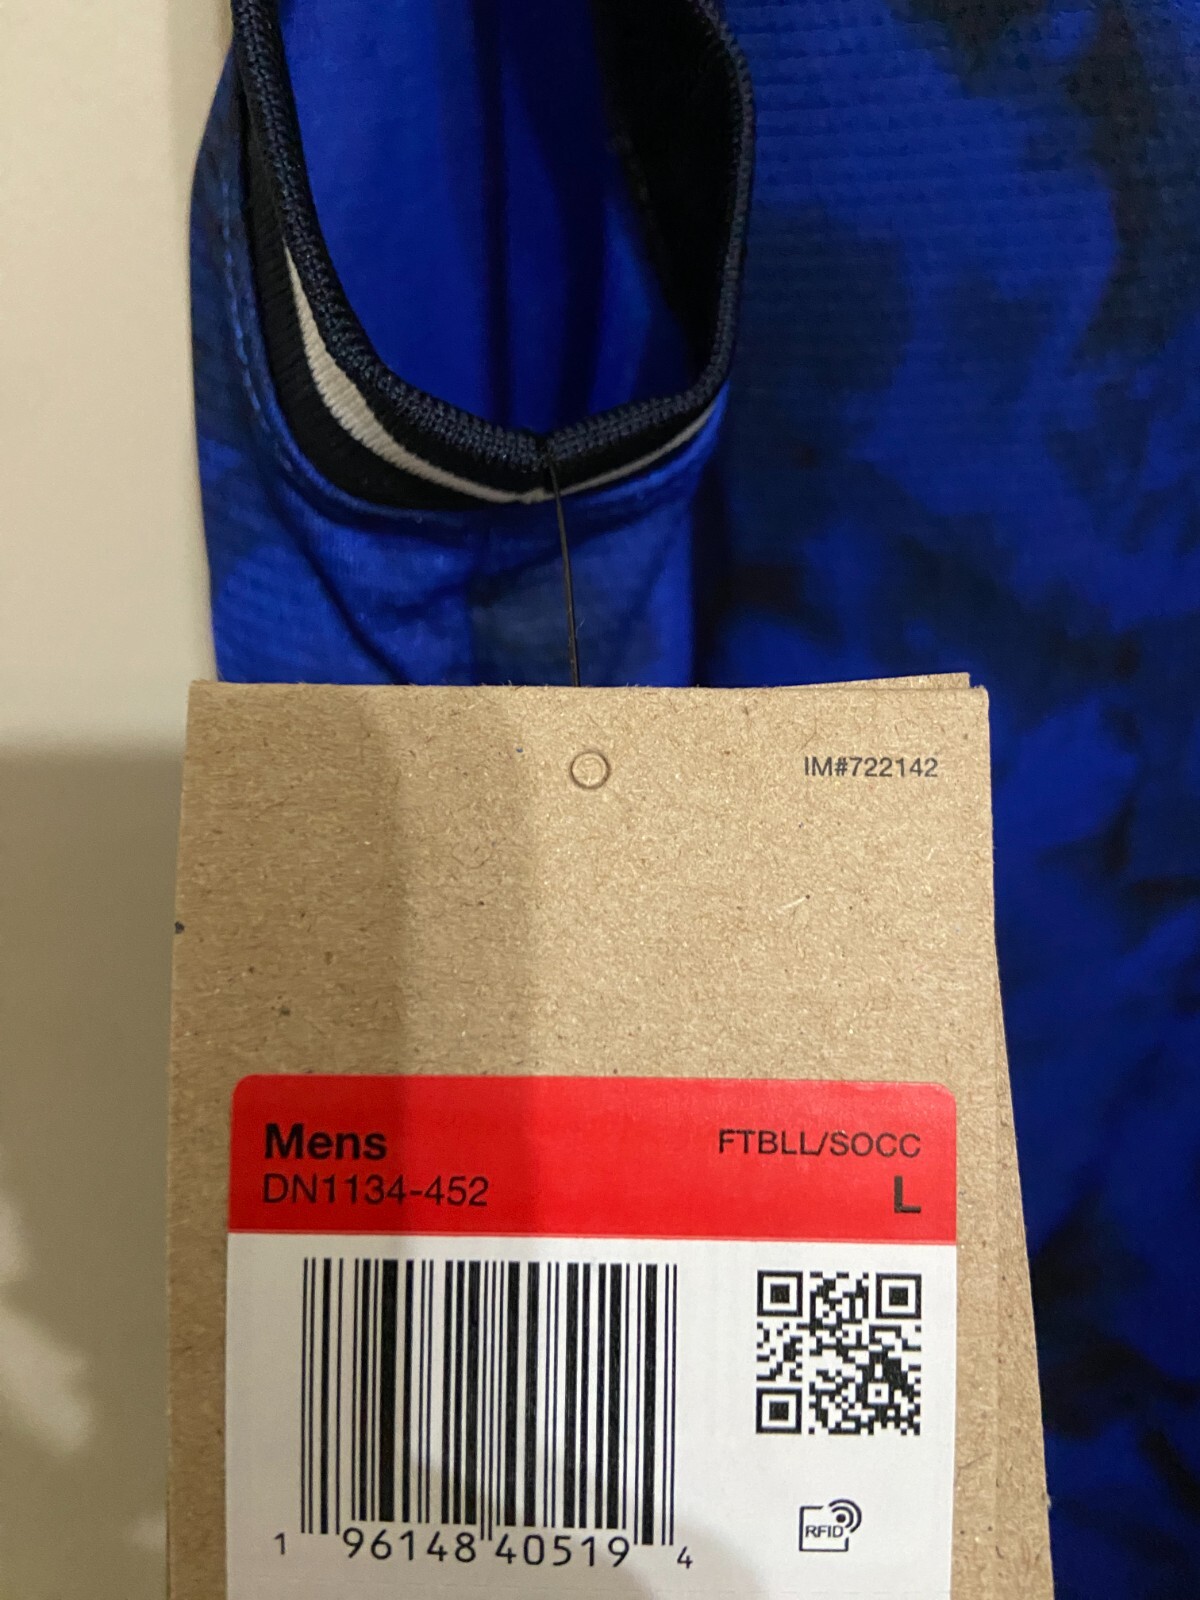 IM#722142
Mens
FTBLL/SOCC
DN1134-452
L
1 96148 40519 4
RFID